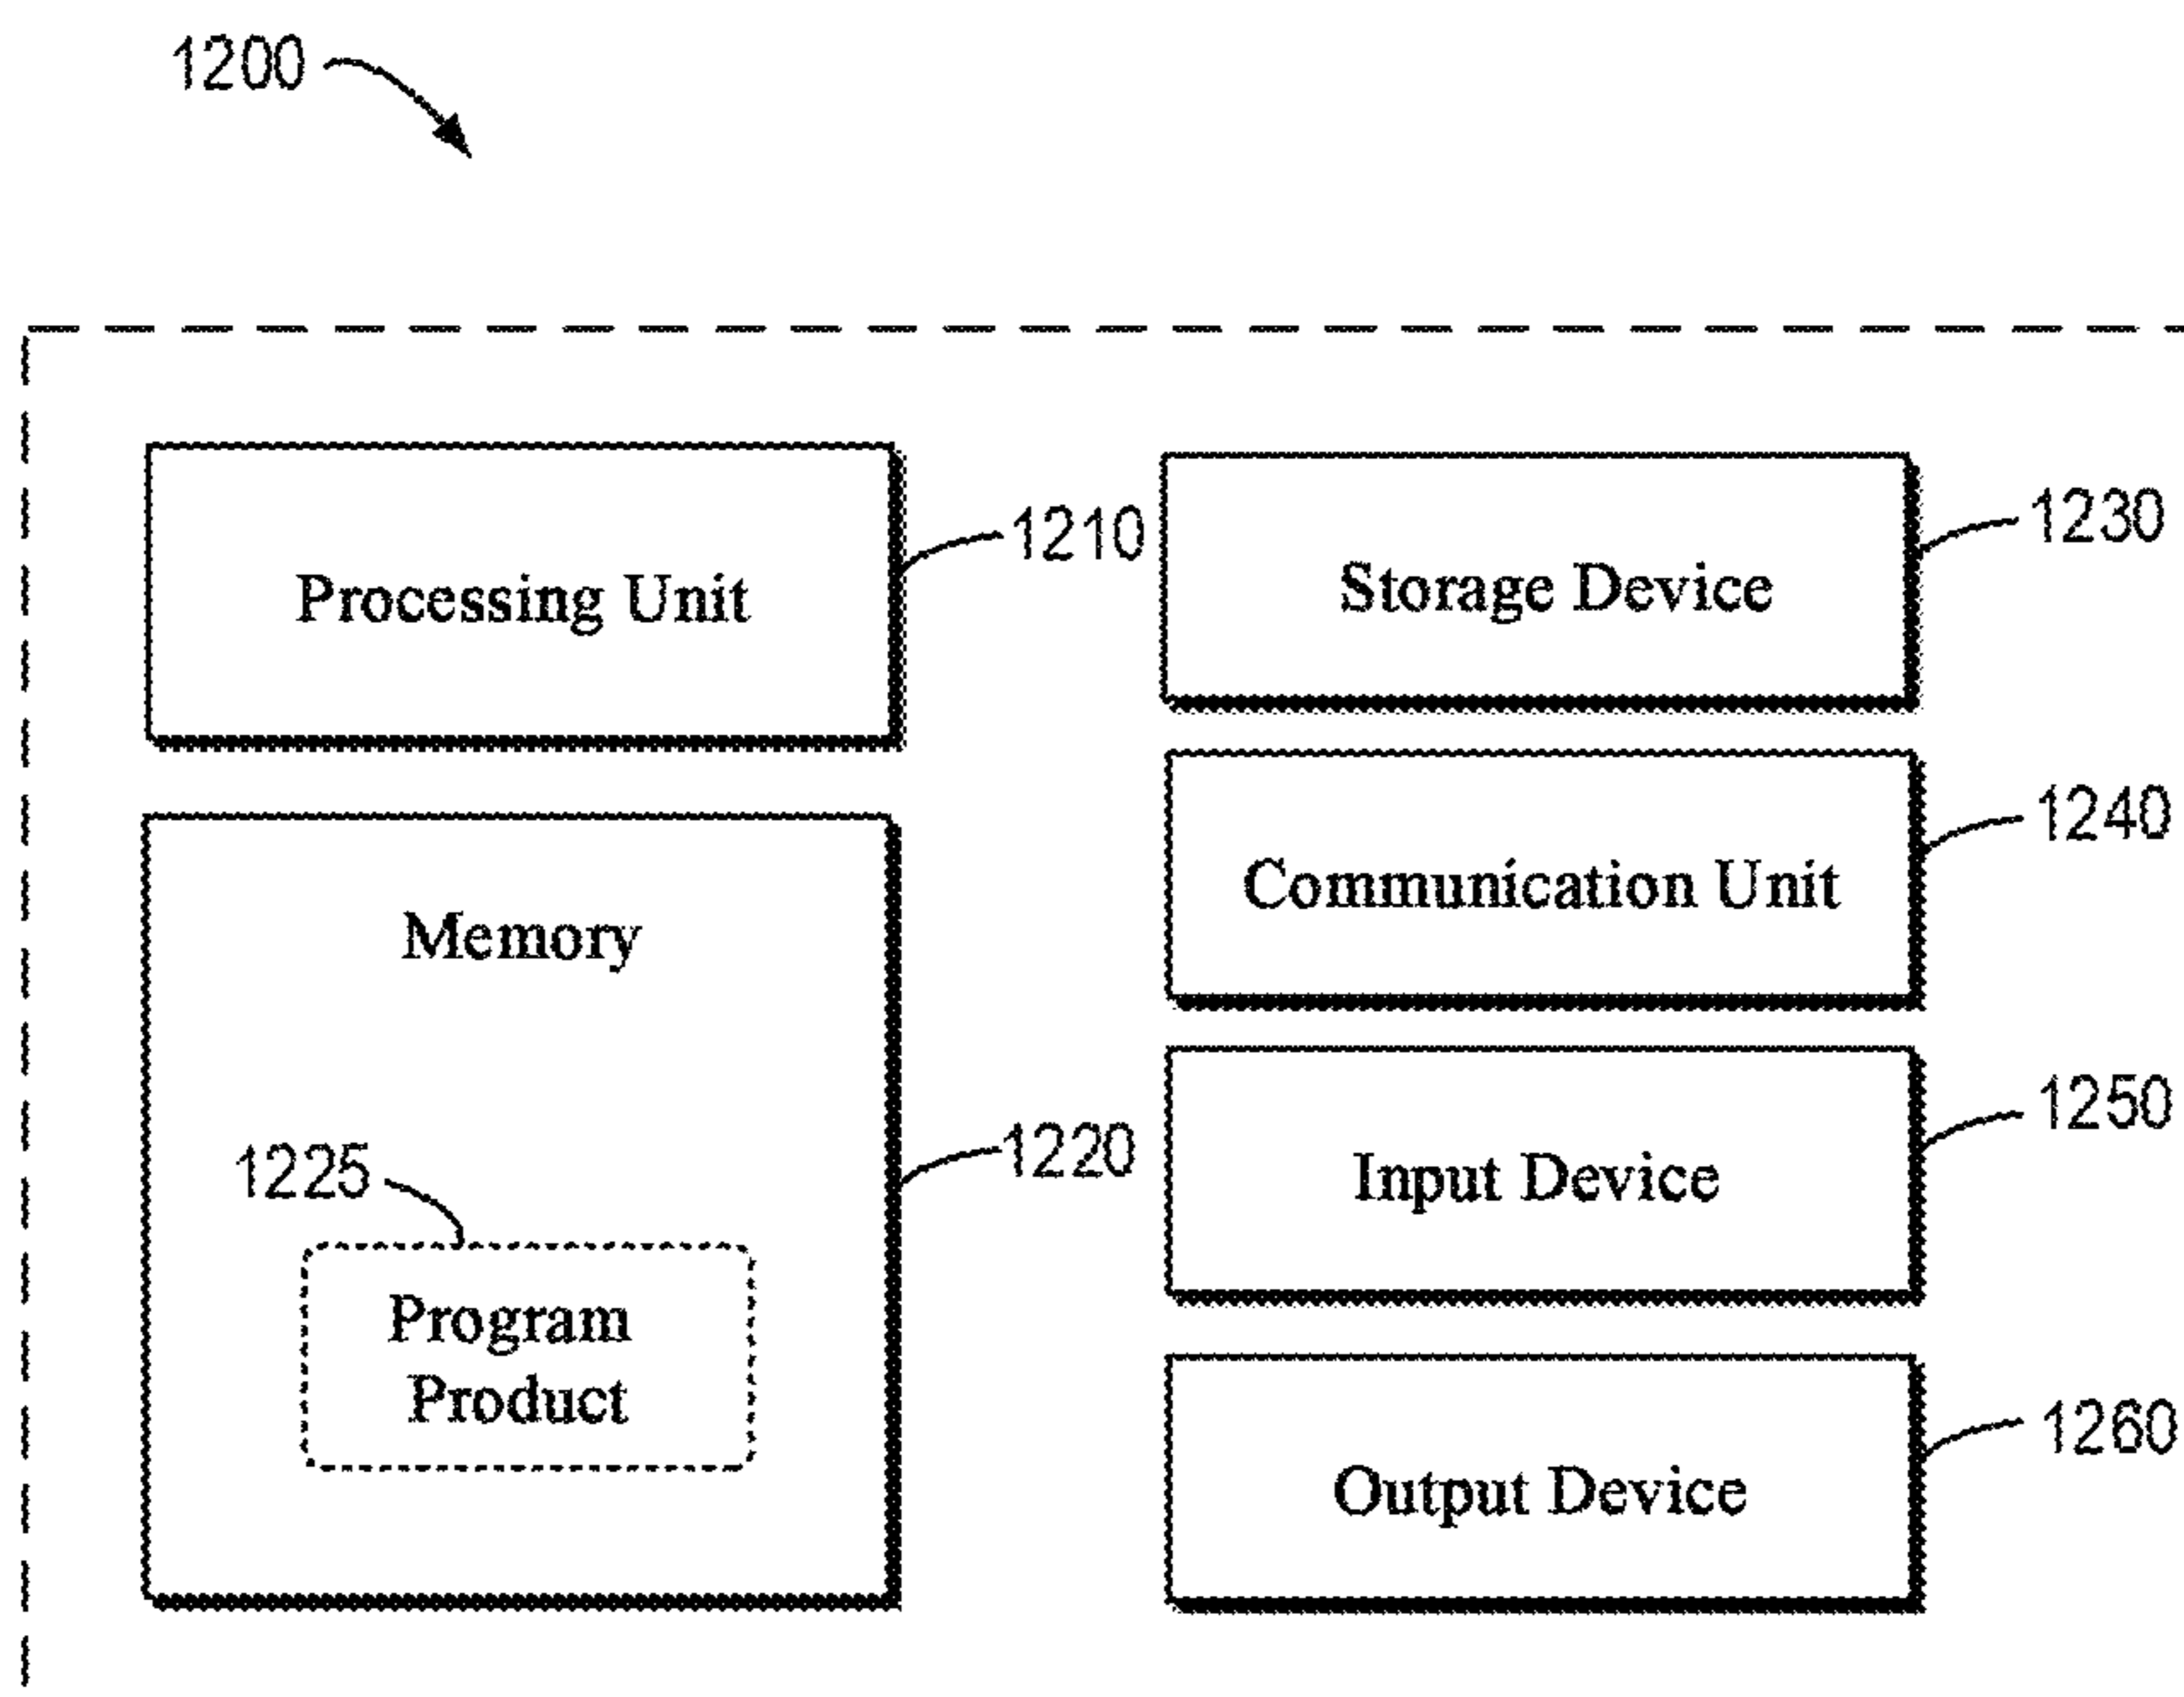 1200
Processing Unit
1210
Memory
1220
1225
Program
Product
Storage Device
1230
Communication Unit
1240
Input Device
1250
Output Device
1260